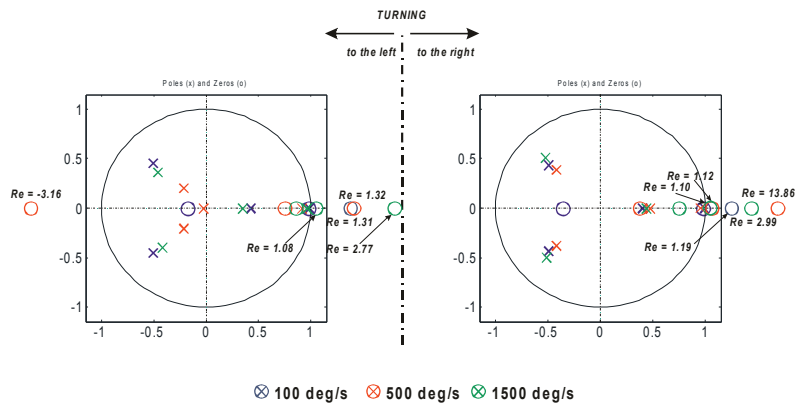 TURNING
to the left to the right
Poles (x) and Zeros (o)
1
0.5
0
-0.5
-1
-1 -0.5 0 0.5 1
Re = -3.16
Re = 1.32
Re = 1.31
Re = 1.08
Re = 2.77
Poles (x) and Zeros (o)
1
0.5
0
-0.5
-1
-1 -0.5 0 0.5 1
Re = 1.12
Re = 1.10
Re = 13.86
Re = 2.99
Re = 1.19
100 deg/s 500 deg/s 1500 deg/s